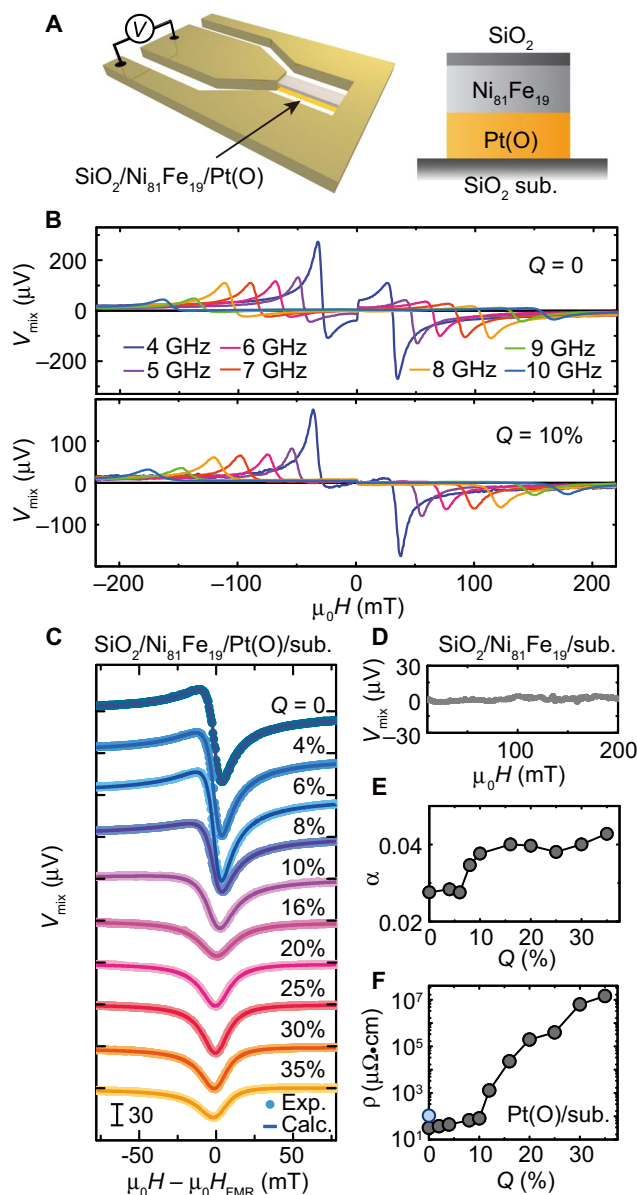 A
V
SiO2/Ni81Fe19/Pt(O)
SiO2
Ni81Fe19
Pt(O)
SiO2 sub.
B
Vmix (μV)
200
0
−200
Q = 0
4 GHz
5 GHz
6 GHz
7 GHz
8 GHz
9 GHz
10 GHz
Vmix (μV)
100
0
−100
Q = 10%
−200 −100 0 100 200
μ0H (mT)
C
SiO2/Ni81Fe19/Pt(O)/sub.
Vmix (μV)
Q = 0
4%
6%
8%
10%
16%
20%
25%
30%
35%
30
Exp.
Calc.
−50 0 50
μ0H − μ0HFMR (mT)
D
SiO2/Ni81Fe19/sub.
Vmix (μV)
30
0
−30
100 200
μ0H (mT)
E
α
0.04
0.02
0 10 20 30
Q (%)
F
ρ (μΩ•cm)
10^7
10^5
10^3
10^1
Pt(O)/sub.
0 10 20 30
Q (%)